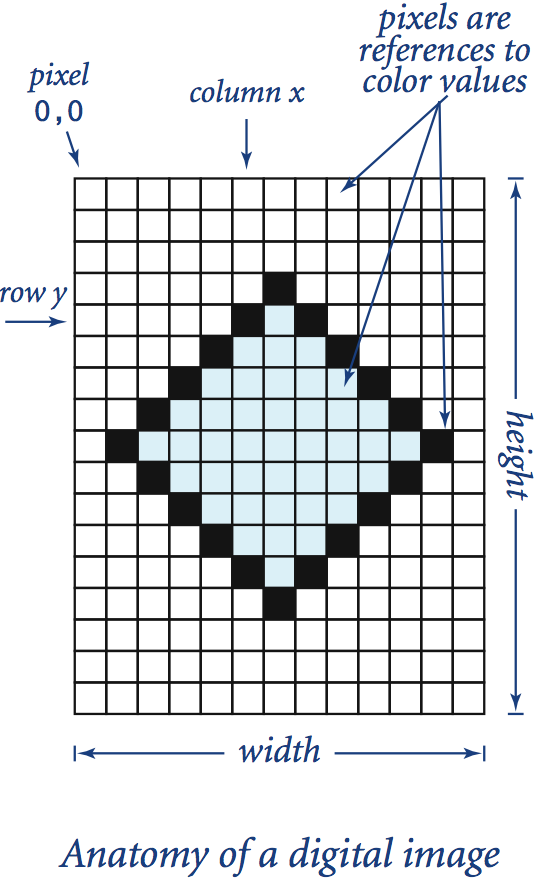 pixels are
references to
color values
pixel
0,0
column x
row y
height
width
Anatomy of a digital image